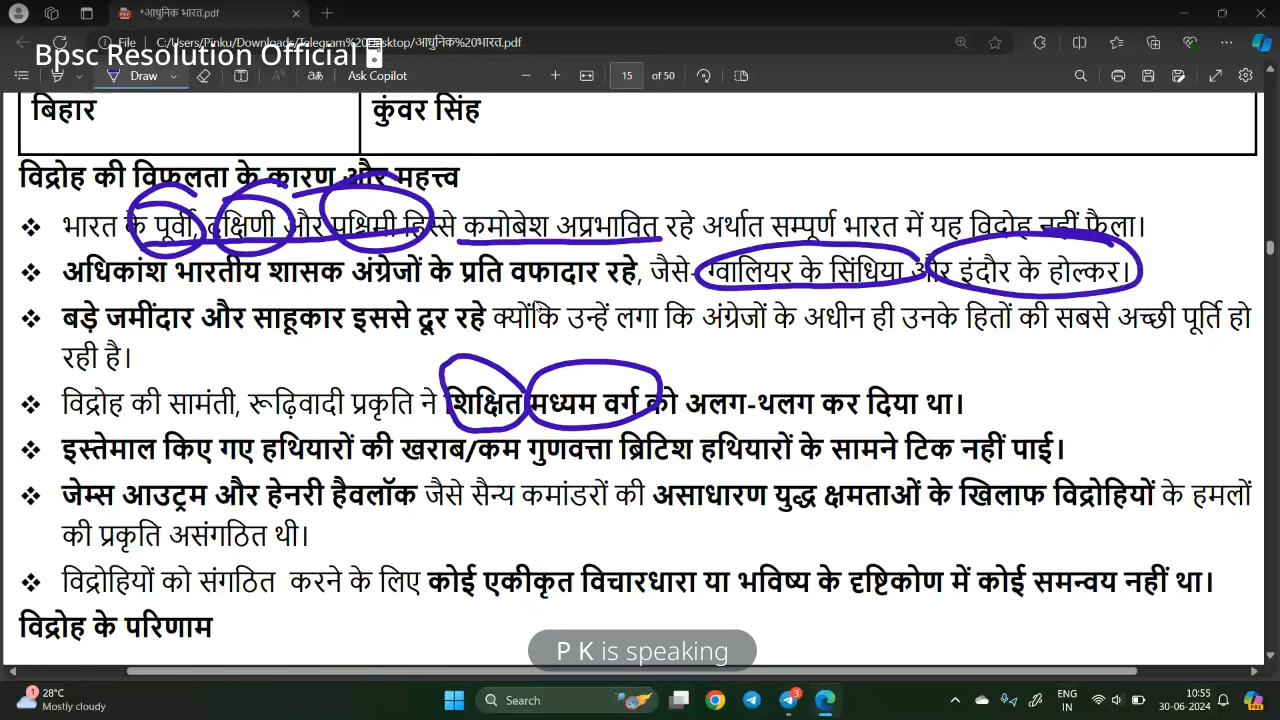 *आधुनिक भारत.pdf
File C:/Users/Pinku/Downloads/Telegram%20Desktop/आधुनिक%20भारत.pdf
Bpsc Resolution Official
Draw Ask Copilot 15 of 50
बिहार कुंवर सिंह
विद्रोह की विफलता के कारण और महत्त्व
❖ भारत के पूर्वी, दक्षिणी और पश्चिमी हिस्से कमोबेश अप्रभावित रहे अर्थात सम्पूर्ण भारत में यह विद्रोह नहीं फैला।
❖ अधिकांश भारतीय शासक अंग्रेजों के प्रति वफादार रहे, जैसे- ग्वालियर के सिंधिया और इंदौर के होल्कर।
❖ बड़े जमींदार और साहूकार इससे दूर रहे क्योंकि उन्हें लगा कि अंग्रेजों के अधीन ही उनके हितों की सबसे अच्छी पूर्ति हो
रही है।
❖ विद्रोह की सामंती, रूढ़िवादी प्रकृति ने शिक्षित मध्यम वर्ग को अलग-थलग कर दिया था।
❖ इस्तेमाल किए गए हथियारों की खराब/कम गुणवत्ता ब्रिटिश हथियारों के सामने टिक नहीं पाई।
❖ जेम्स आउट्रम और हेनरी हैवलॉक जैसे सैन्य कमांडरों की असाधारण युद्ध क्षमताओं के खिलाफ विद्रोहियों के हमलों
की प्रकृति असंगठित थी।
❖ विद्रोहियों को संगठित करने के लिए कोई एकीकृत विचारधारा या भविष्य के दृष्टिकोण में कोई समन्वय नहीं था।
विद्रोह के परिणाम
P K is speaking
1 28°C Search 3 ENG 10:55
Mostly cloudy IN 30-06-2024